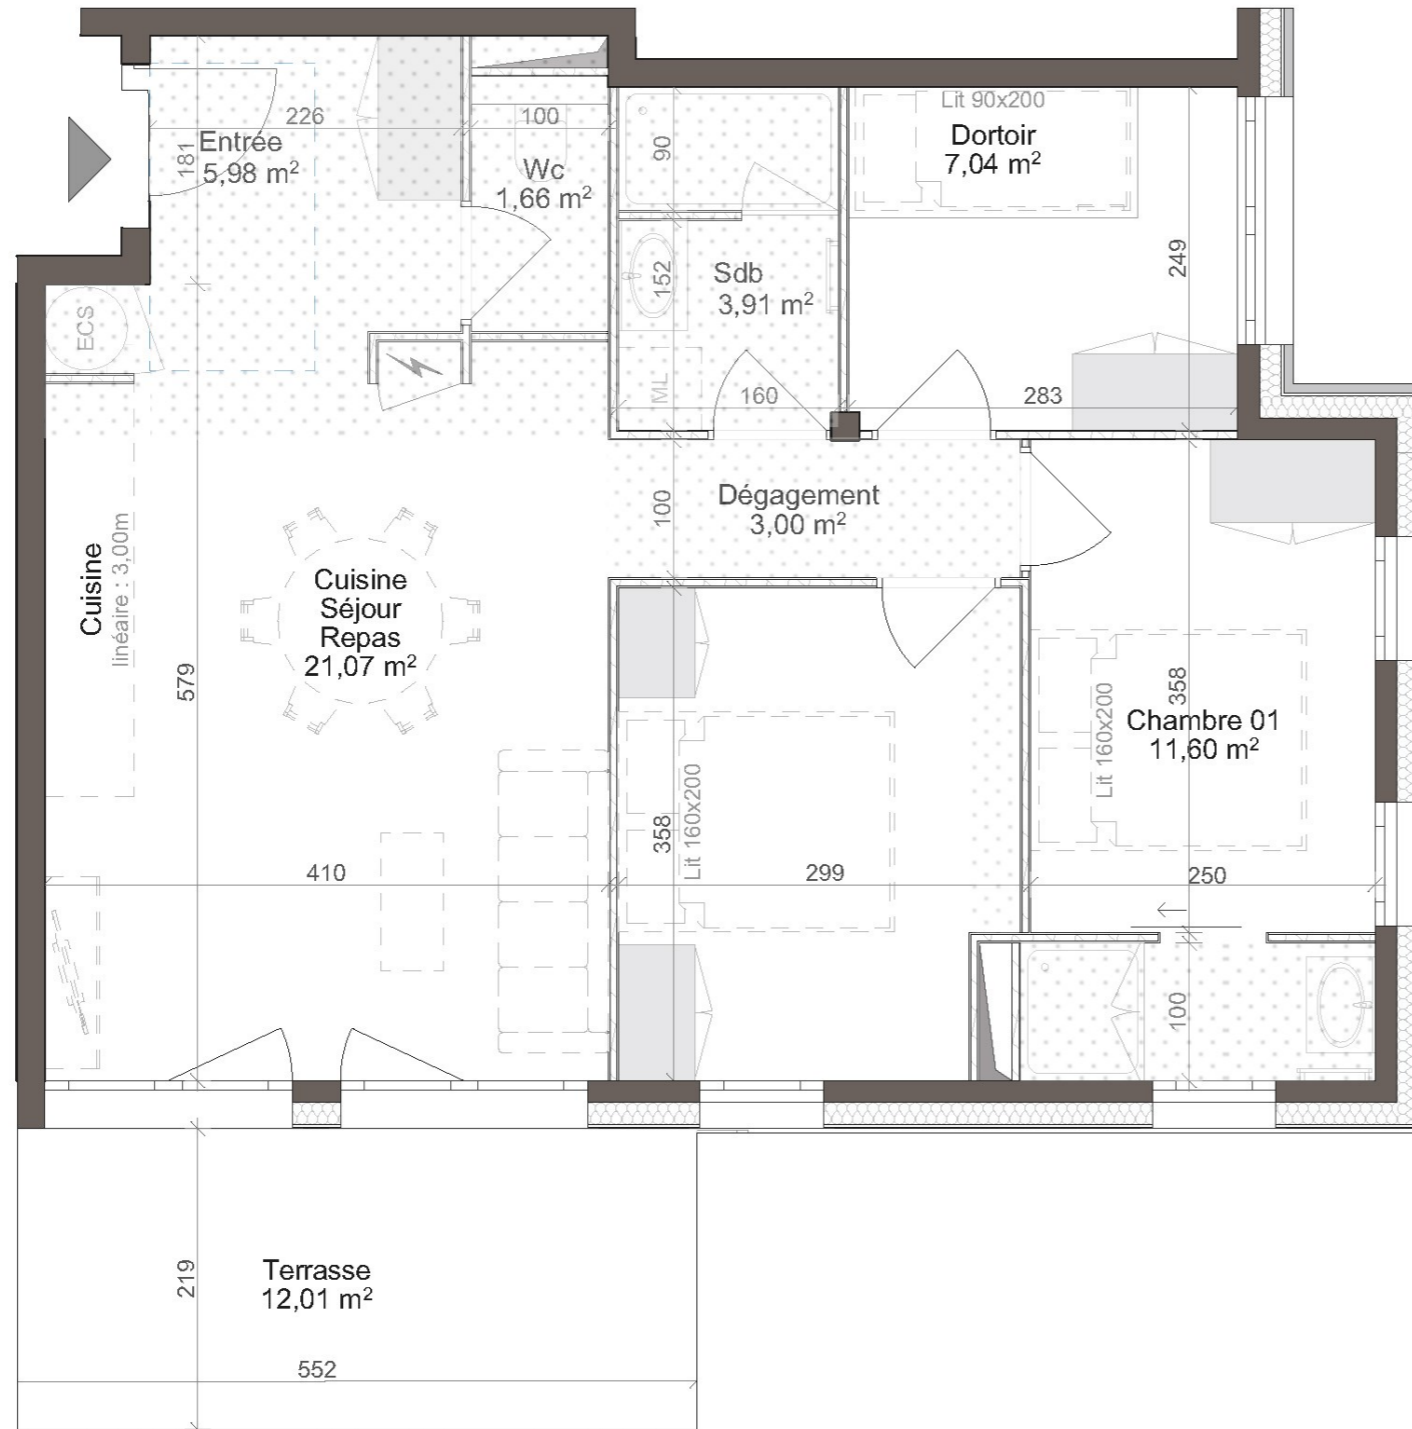 Lit 90x200
226
100
Entrée
5,98 m²
181
Wc
1,66 m²
90
Dortoir
7,04 m²
249
152
Sdb
3,91 m²
ECS
ML
160
283
100
Dégagement
3,00 m²
Cuisine
linéaire : 3,00m
Cuisine
Séjour
Repas
21,07 m²
579
358
Lit 160x200
Chambre 01
11,60 m²
358
Lit 160x200
410
299
250
100
219
Terrasse
12,01 m²
552